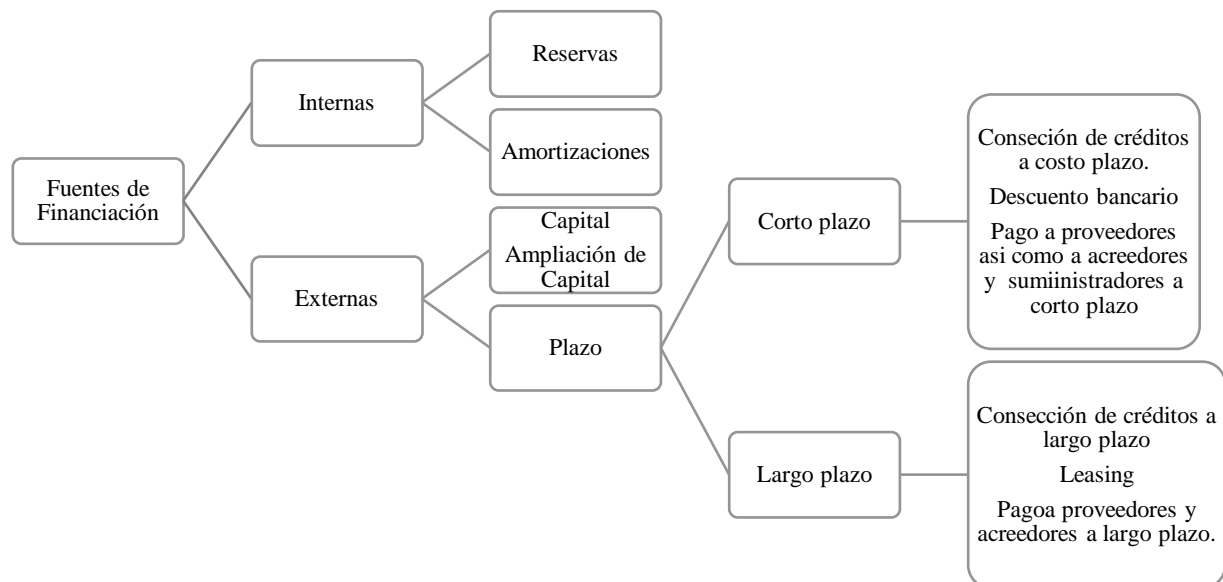 Fuentes de
Financiación
Internas
Reservas
Amortizaciones
Externas
Capital
Ampliación de
Capital
Plazo
Corto plazo
Conseción de créditos
a costo plazo.
Descuento bancario
Pago a proveedores
asi como a acreedores
y sumiinistradores a
corto plazo
Largo plazo
Consección de créditos a
largo plazo
Leasing
Pagoa proveedores y
acreedores a largo plazo.